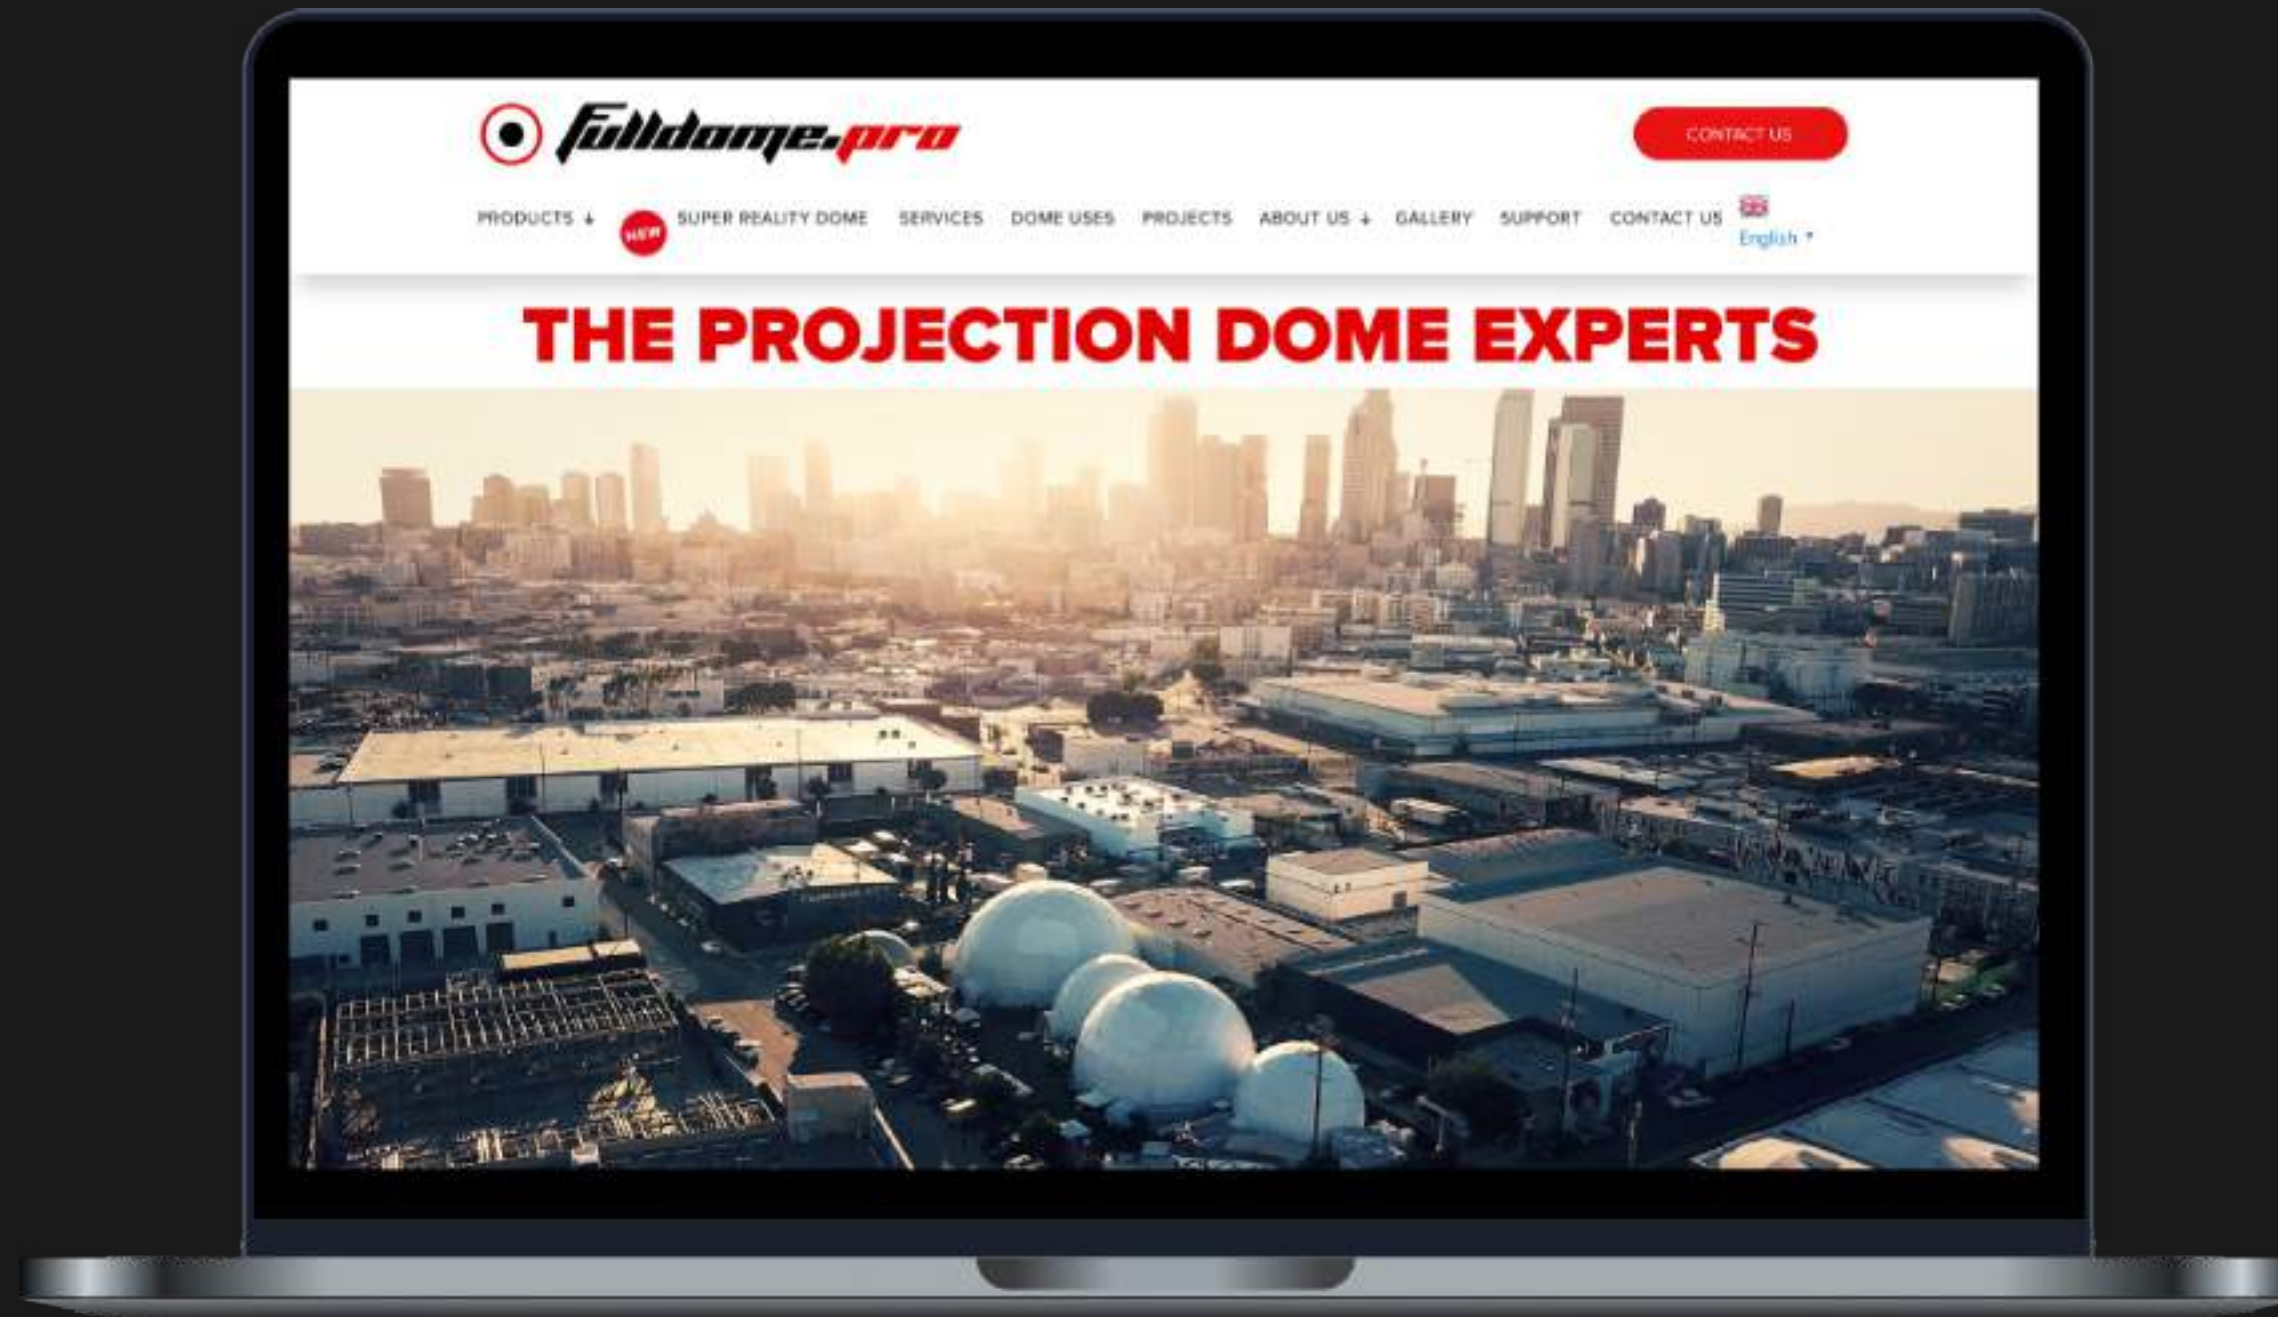 Fulldome.pro
CONTACT US
PRODUCTS ↓ NEW SUPER REALITY DOME SERVICES DOME USES PROJECTS ABOUT US ↓ GALLERY SUPPORT CONTACT US
English ▾
THE PROJECTION DOME EXPERTS